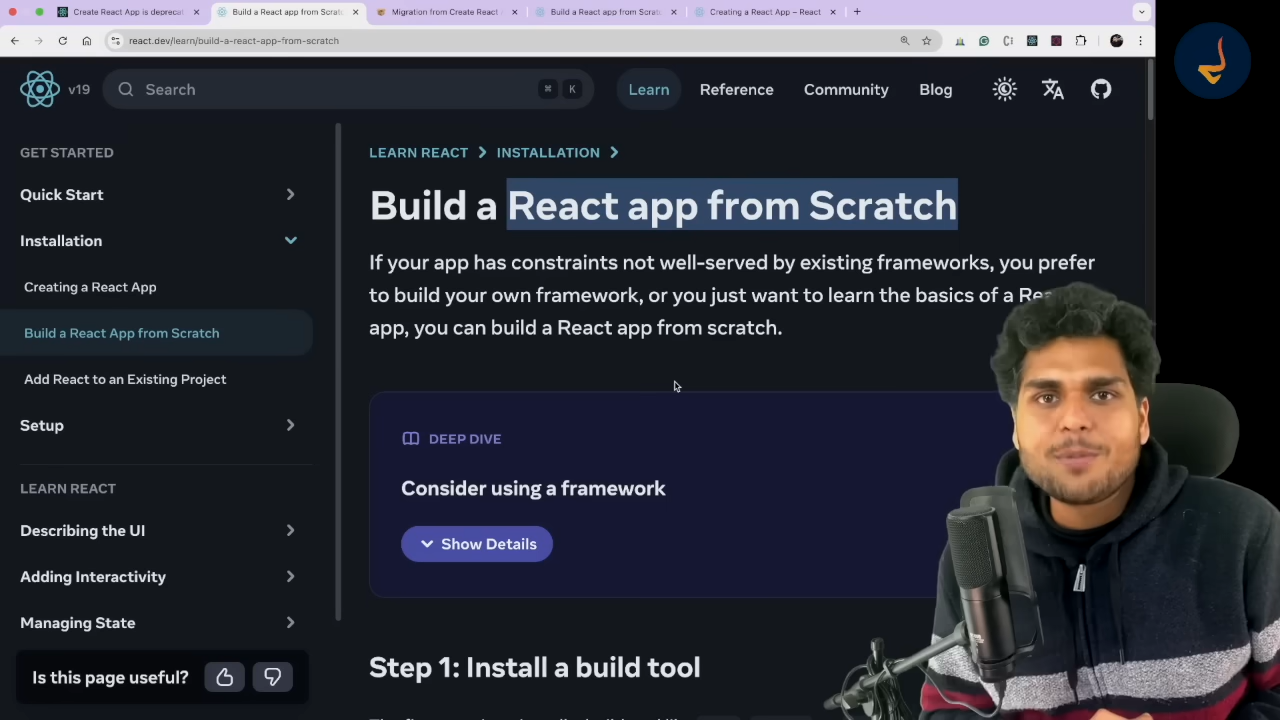 Create React App is deprecat
Build a React app from Scratc
Migration from Create React A
Build a React app from Scratc
Creating a React App – React
react.dev/learn/build-a-react-app-from-scratch
v19
Search
⌘ K
Learn
Reference
Community
Blog
GET STARTED
Quick Start
Installation
Creating a React App
Build a React App from Scratch
Add React to an Existing Project
Setup
LEARN REACT
Describing the UI
Adding Interactivity
Managing State
Is this page useful?
LEARN REACT > INSTALLATION >
Build a React app from Scratch
If your app has constraints not well-served by existing frameworks, you prefer
to build your own framework, or you just want to learn the basics of a
app, you can build a React app from scratch.
DEEP DIVE
Consider using a framework
Show Details
Step 1: Install a build tool